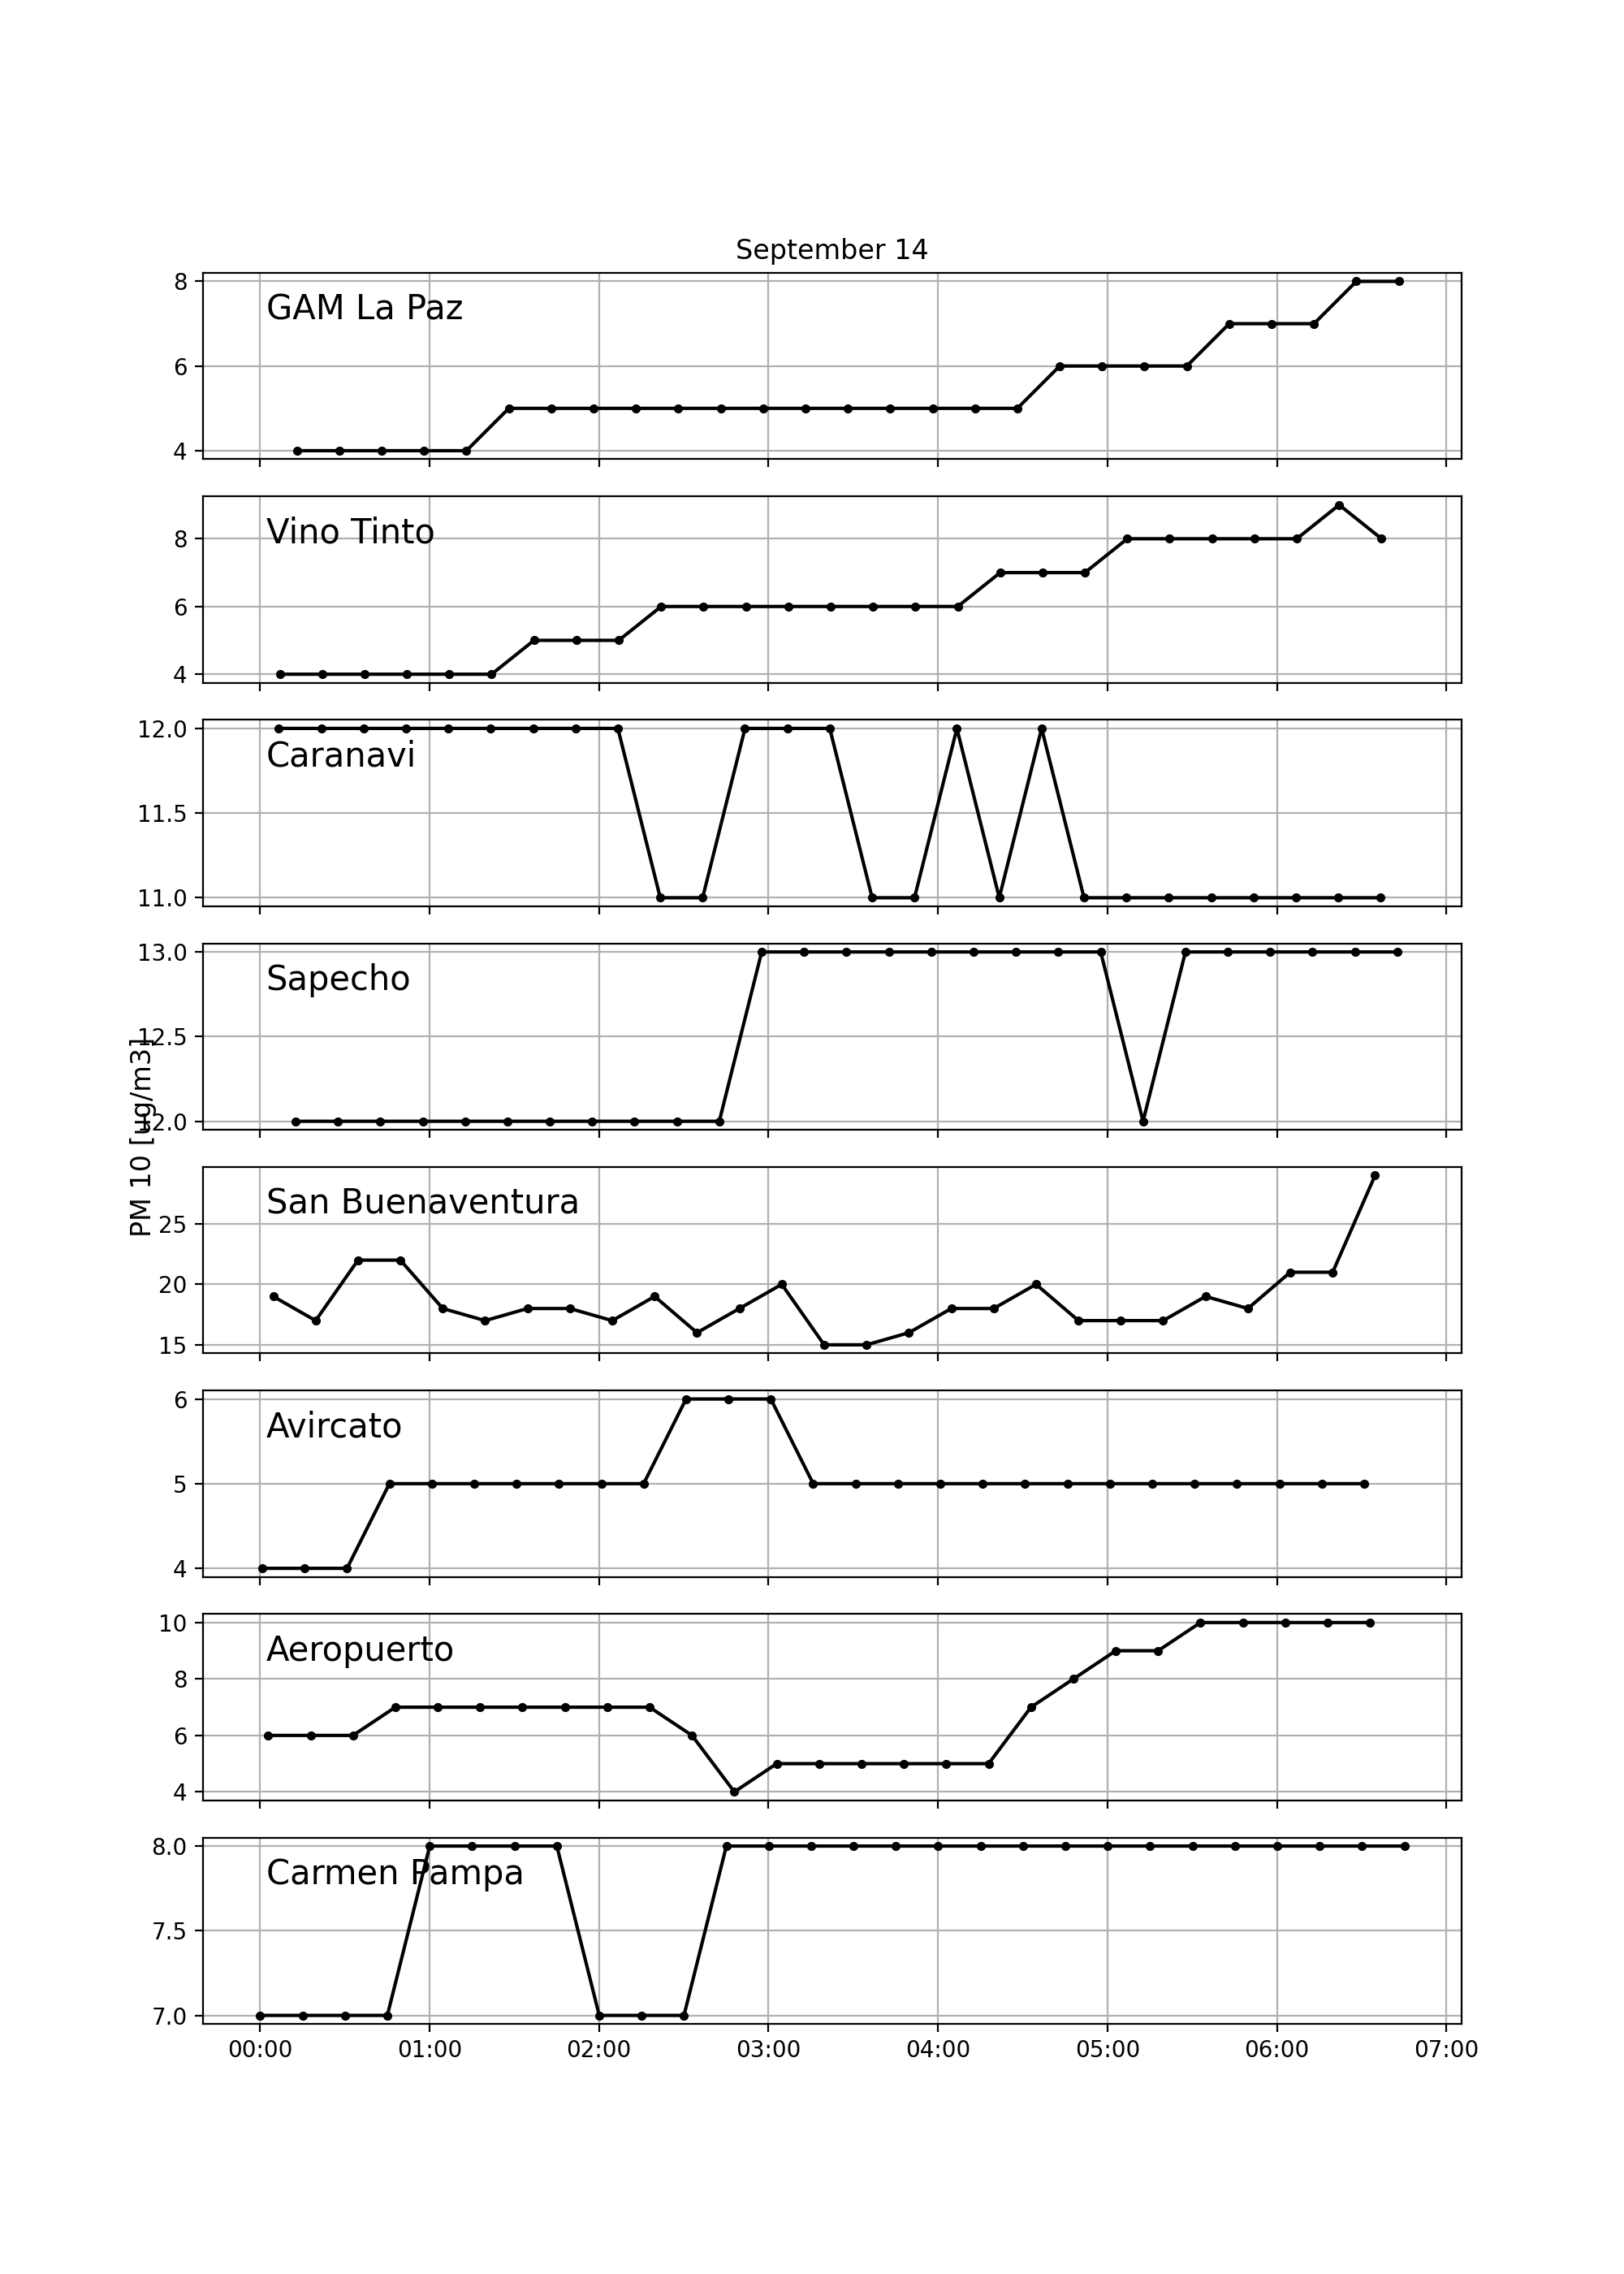 September 14
8
GAM La Paz
6
4
Vino Tinto
8
6
4
12.0
Caranavi
11.5
11.0
13.0
Sapecho
12.5
12.0
PM 10 [ug/m3]
San Buenaventura
25
20
15
6
Avircato
5
4
10
Aeropuerto
8
6
4
8.0
Carmen Pampa
7.5
7.0
00:00 01:00 02:00 03:00 04:00 05:00 06:00 07:00